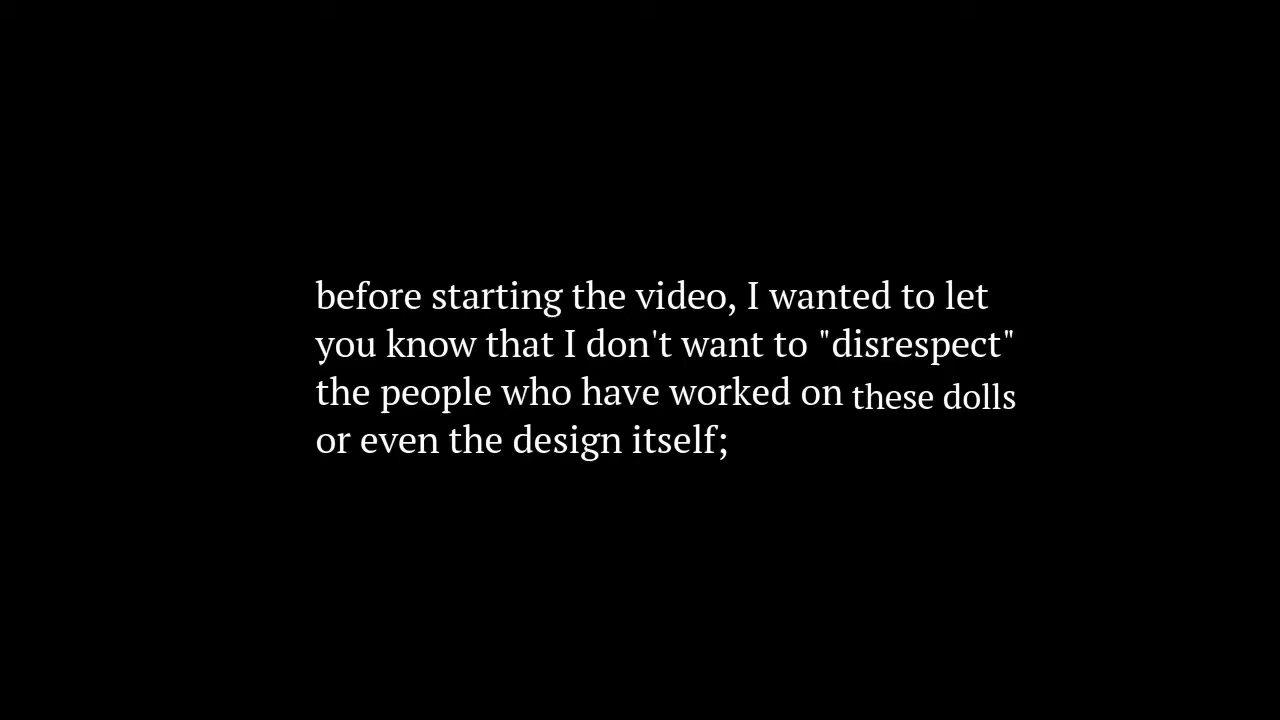 before starting the video, I wanted to let
you know that I don't want to "disrespect"
the people who have worked on these dolls
or even the design itself;